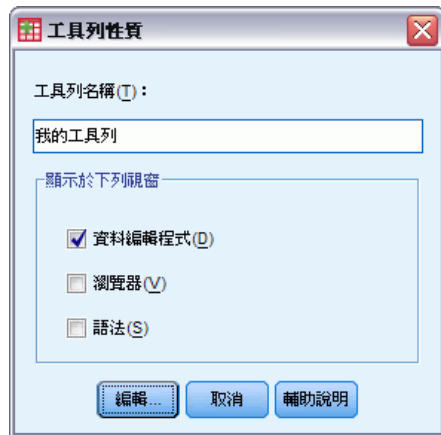 工具列性質
工具列名稱(T)：
我的工具列
顯示於下列視窗
資料編輯程式(D)
瀏覽器(V)
語法(S)
編輯... 取消 輔助說明